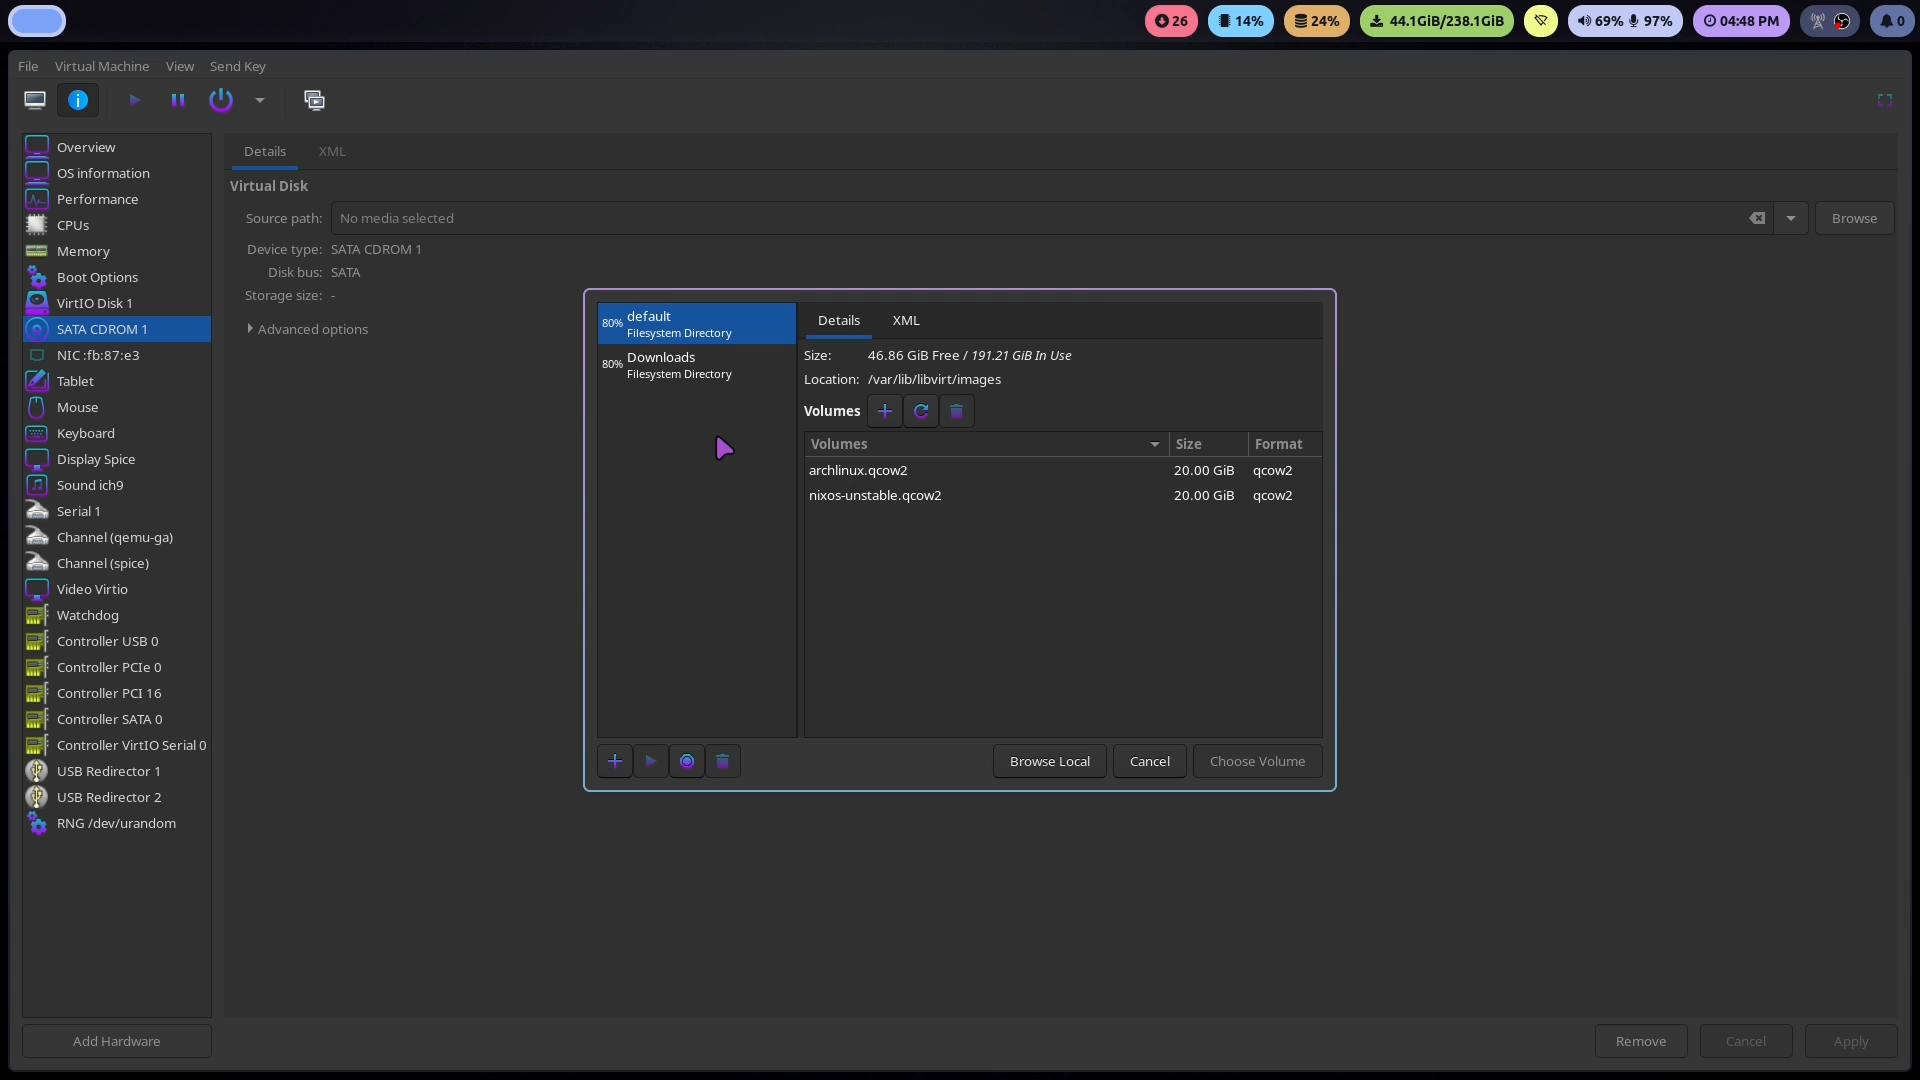 26
14%
24%
44.1GiB/238.1GiB
69% 97%
04:48 PM
0
File Virtual Machine View Send Key
Overview
OS information
Performance
CPUs
Memory
Boot Options
VirtIO Disk 1
SATA CDROM 1
NIC :fb:87:e3
Tablet
Mouse
Keyboard
Display Spice
Sound ich9
Serial 1
Channel (qemu-ga)
Channel (spice)
Video Virtio
Watchdog
Controller USB 0
Controller PCIe 0
Controller PCI 16
Controller SATA 0
Controller VirtIO Serial 0
USB Redirector 1
USB Redirector 2
RNG /dev/urandom
Add Hardware
Details XML
Virtual Disk
Source path: No media selected Browse
Device type: SATA CDROM 1
Disk bus: SATA
Storage size: -
Advanced options
80% default
Filesystem Directory
80% Downloads
Filesystem Directory
Details XML
Size: 46.86 GiB Free / 191.21 GiB In Use
Location: /var/lib/libvirt/images
Volumes
Volumes Size Format
archlinux.qcow2 20.00 GiB qcow2
nixos-unstable.qcow2 20.00 GiB qcow2
Browse Local Cancel Choose Volume
Remove Cancel Apply